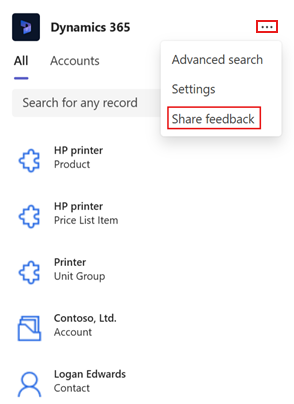 Dynamics 365
...
Advanced search
Settings
Share feedback
All Accounts
Search for any record
HP printer
Product
HP printer
Price List Item
Printer
Unit Group
Contoso, Ltd.
Account
Logan Edwards
Contact